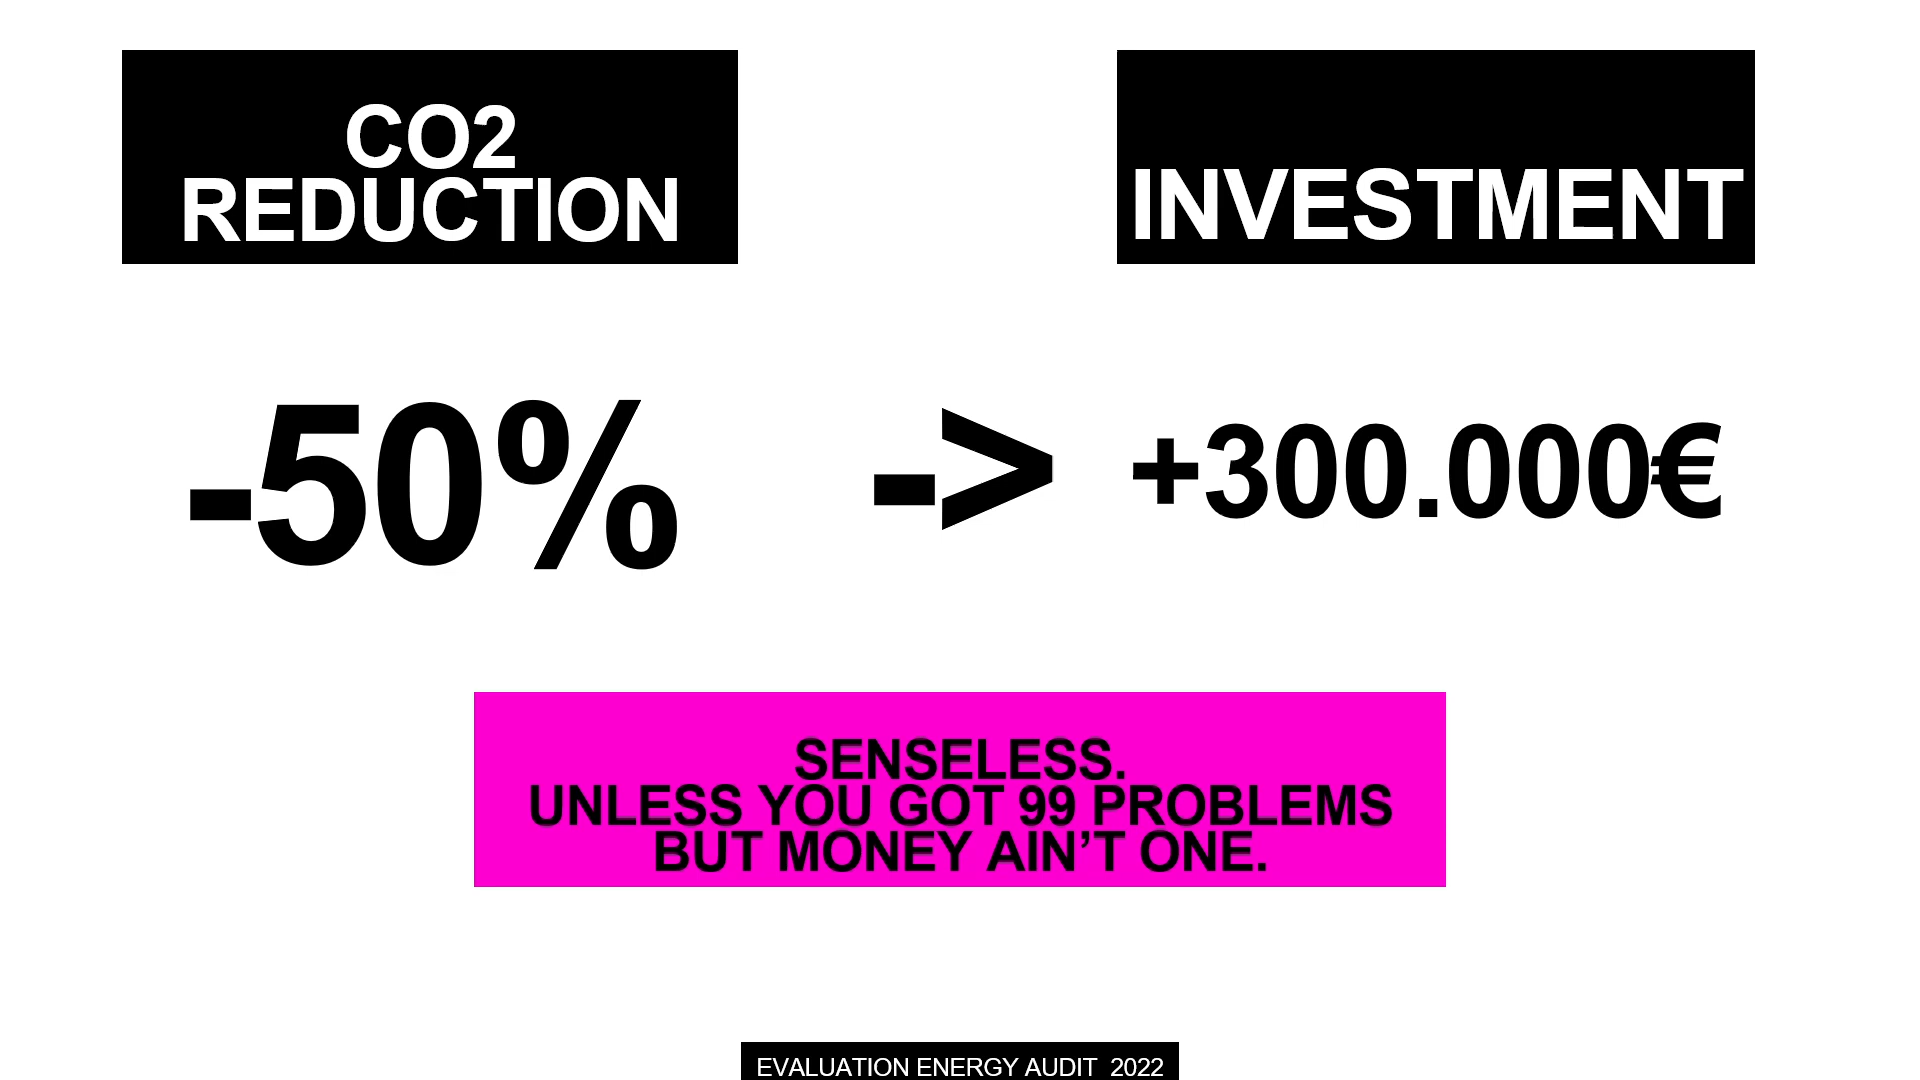 CO2
REDUCTION
INVESTMENT
-50%
->
+300.000€
SENSELESS.
UNLESS YOU GOT 99 PROBLEMS
BUT MONEY AIN’T ONE.
EVALUATION ENERGY AUDIT  2022